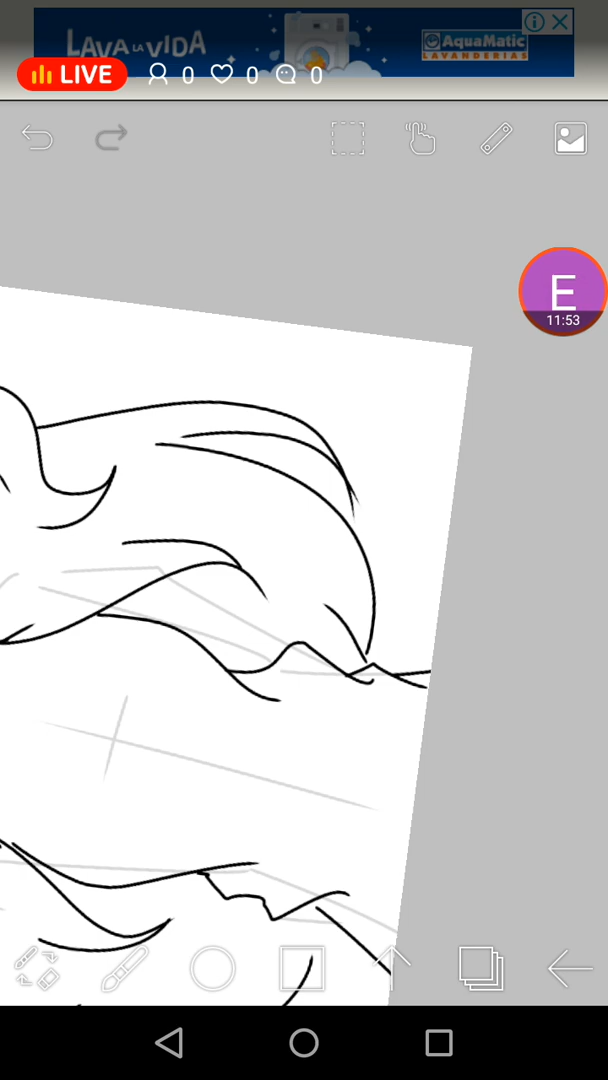 LAVA LA VIDA
AquaMatic
LAVANDERIAS
LIVE 0 0 0
E
11:53